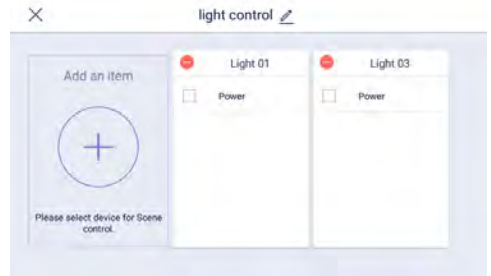 light control
Add an item
Please select device for Scene
control.
Light 01
Power
Light 03
Power